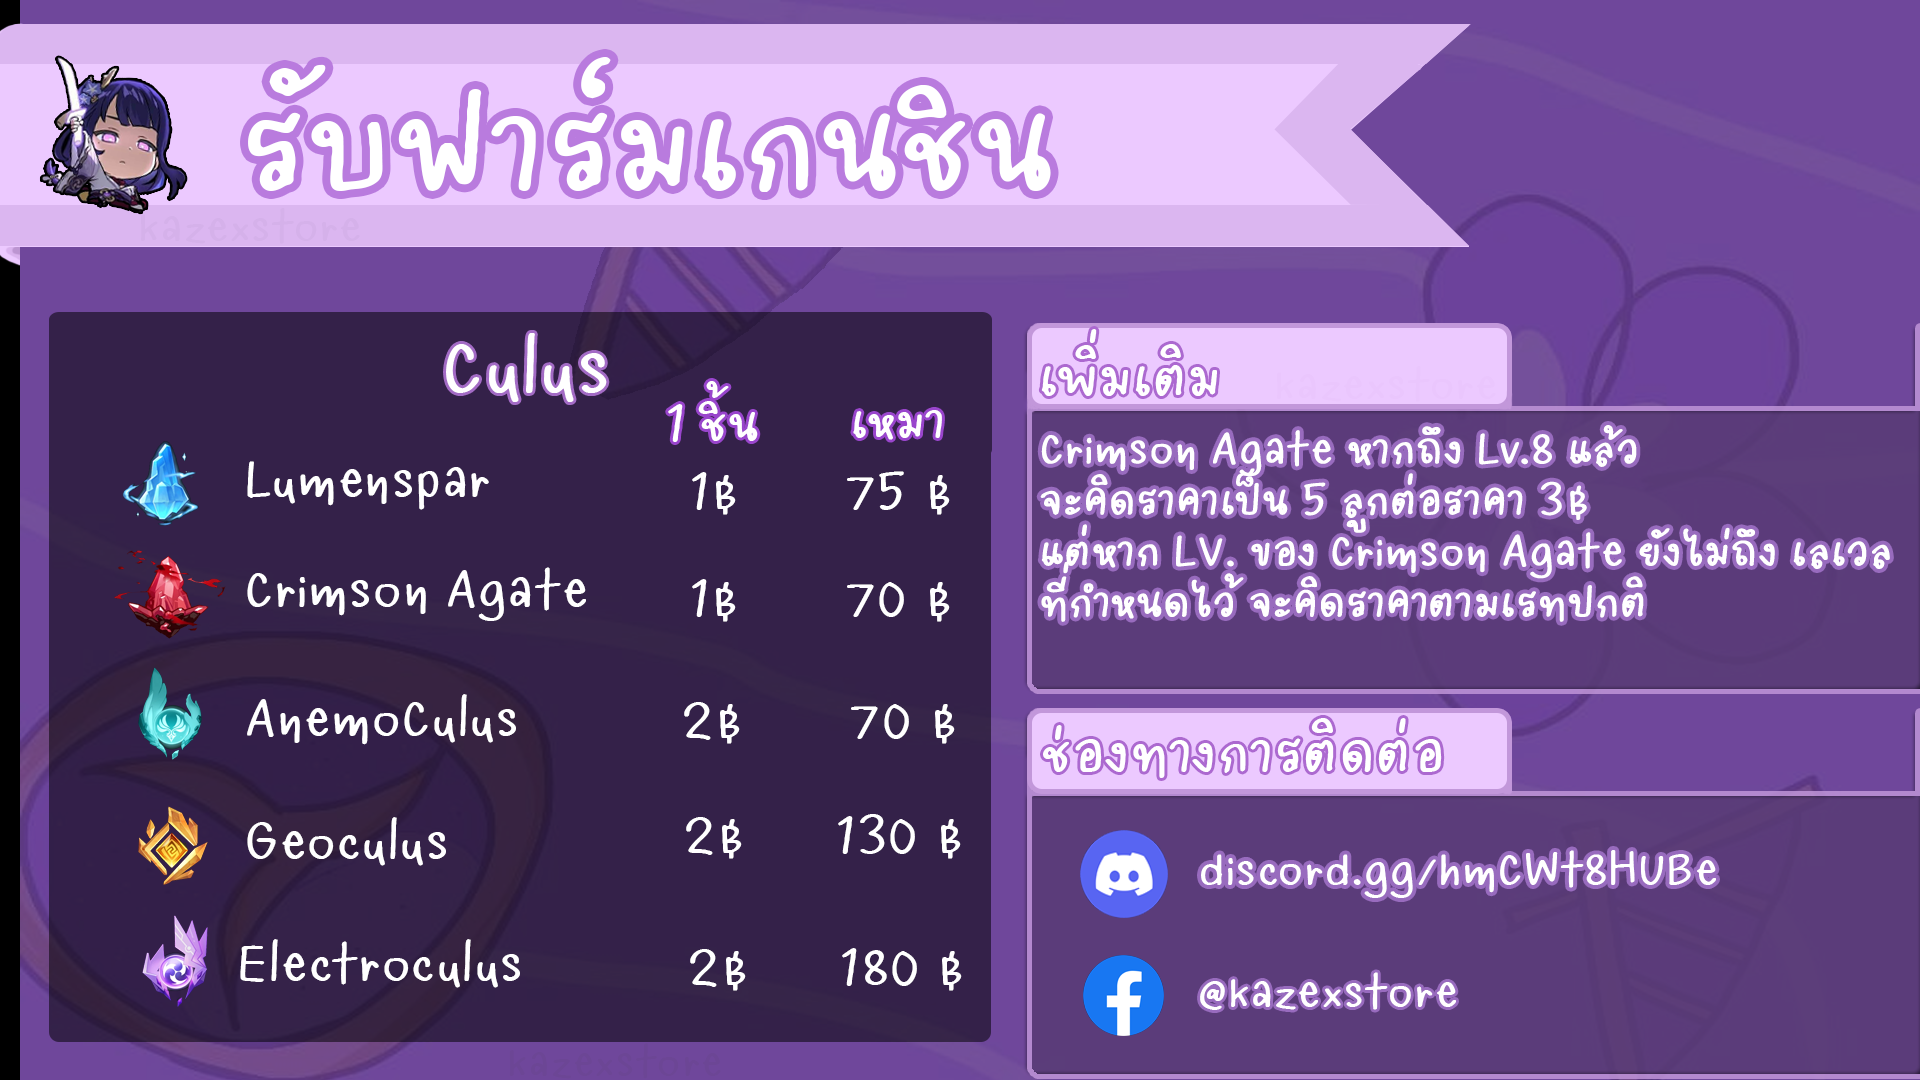 รับฟาร์มเกนชิน
kazexstore
Culus
1 ชิ้น เหมา
Lumenspar 1฿ 75 ฿
Crimson Agate 1฿ 70 ฿
AnemoCulus 2฿ 70 ฿
Geoculus 2฿ 130 ฿
Electroculus 2฿ 180 ฿
kazexstore
เพิ่มเติม
kazexstore
Crimson Agate หากถึง Lv.8 แล้ว
จะคิดราคาเป็น 5 ลูกต่อราคา 3฿
แต่หาก LV. ของ Crimson Agate ยังไม่ถึง เลเวล
ที่กำหนดไว้ จะคิดราคาตามเรทปกติ
ช่องทางการติดต่อ
discord.gg/hmCWt8HUBe
@kazexstore